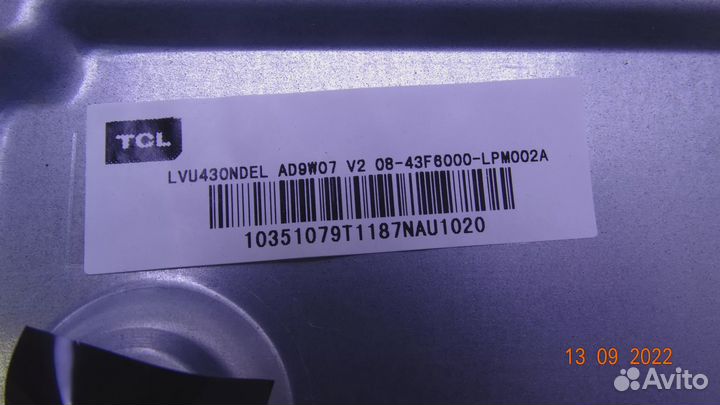 TCL
LVU430NDEL AD9W07 V2 08-43F6000-LPM002A
10351079T1187NAU1020
13 09 2022
Avito